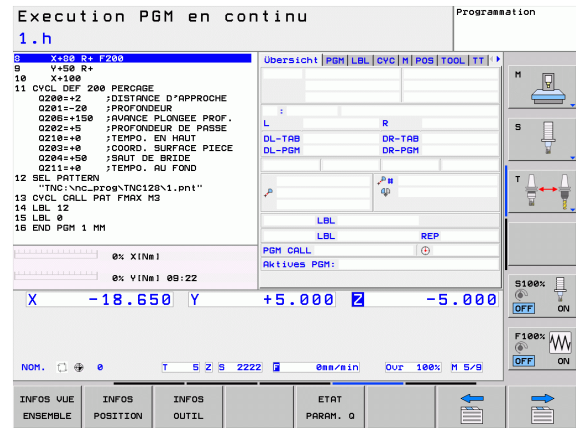 Execution PGM en continu
Programmation
1.h
8 X+80 R+ F200
9 Y+50 R+
10 X+100
11 CYCL DEF 200 PERCAGE
Q200=+2 ;DISTANCE D'APPROCHE
Q201=-20 ;PROFONDEUR
Q206=+150 ;AVANCE PLONGEE PROF.
Q202=+5 ;PROFONDEUR DE PASSE
Q210=+0 ;TEMPO. EN HAUT
Q203=+0 ;COORD. SURFACE PIECE
Q204=+50 ;SAUT DE BRIDE
Q211=+0 ;TEMPO. AU FOND
12 SEL PATTERN
"TNC:\nc_prog\TNC128\1.pnt"
13 CYCL CALL PAT FMAX M3
14 LBL 12
15 LBL 0
16 END PGM 1 MM
0% X[Nm]
0% Y[Nm] 09:22
Übersicht PGM LBL CYC M POS TOOL TT
:
L R
DL-TAB DR-TAB
DL-PGM DR-PGM
LBL
LBL REP
PGM CALL
Aktives PGM:
X -18.650 Y +5.000 Z -5.000
NOM. 0 T 5 Z S 2222 F 0mm/min Ovr 100% M 5/9
M
S
T
S100%
OFF ON
F100%
OFF ON
INFOS VUE ENSEMBLE
INFOS POSITION
INFOS OUTIL
ETAT PARAM. Q